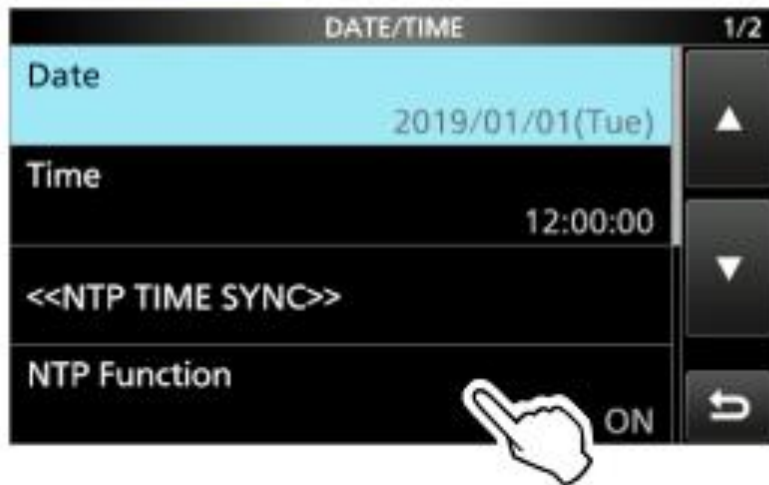 DATE/TIME 1/2
Date
2019/01/01(Tue)
Time
12:00:00
<<NTP TIME SYNC>>
NTP Function
ON